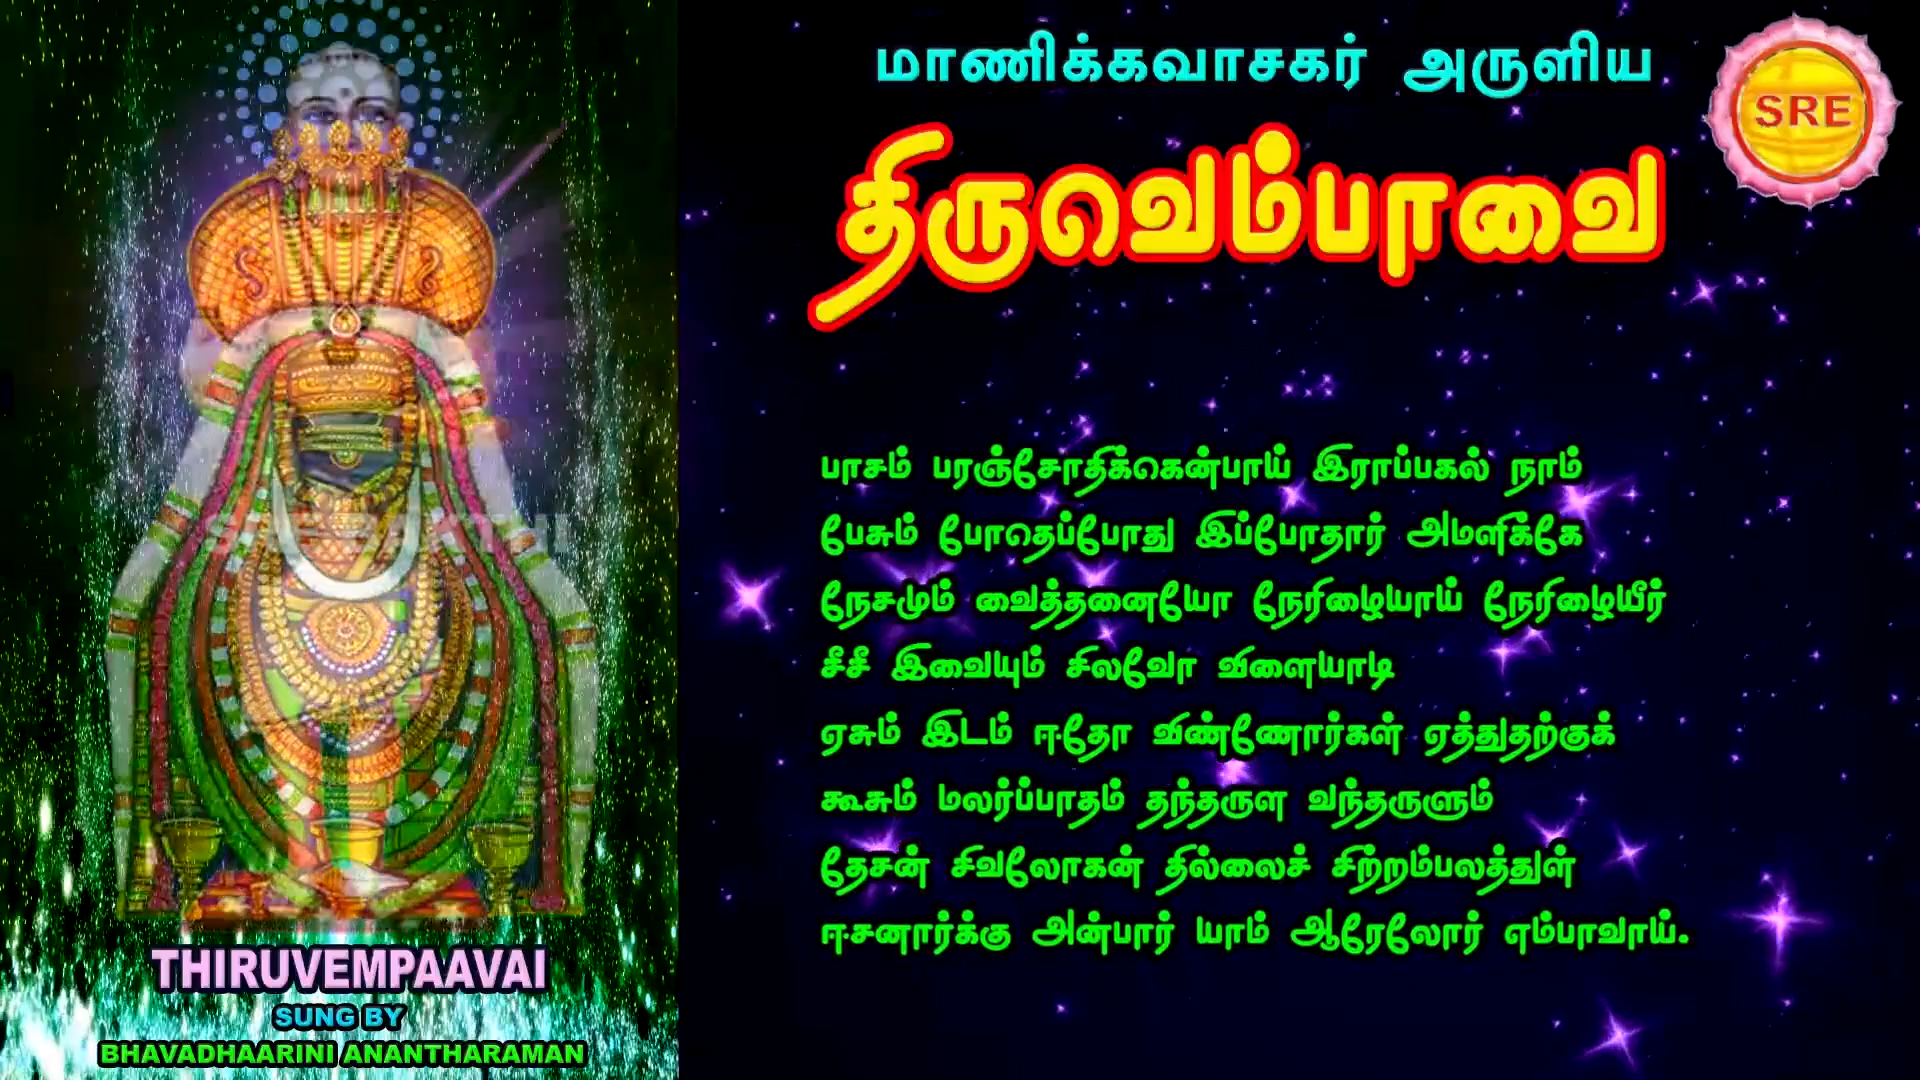 மாணிக்கவாசகர் அருளிய
SRE
திருவெம்பாவை
பாசம் பரஞ்சோதிக்கென்பாய் இராப்பகல் நாம்
பேசும் போதெப்போது இப்போதார் அமளிக்கே
நேசமும் வைத்தனையோ நேரிழையாய் நேரிழையீர்
சீசீ இவையும் சிலவோ விளையாடி
ஏசும் இடம் ஈதோ விண்ணோர்கள் ஏத்துதற்குக்
கூசும் மலர்ப்பாதம் தந்தருள வந்தருளும்
தேசன் சிவலோகன் தில்லைச் சிற்றம்பலத்துள்
ஈசனார்க்கு அன்பார் யாம் ஆரேலோர் எம்பாவாய்.
THIRUVEMPAAVAI
SUNG BY
BHAVADHAARINI ANANTHARAMAN